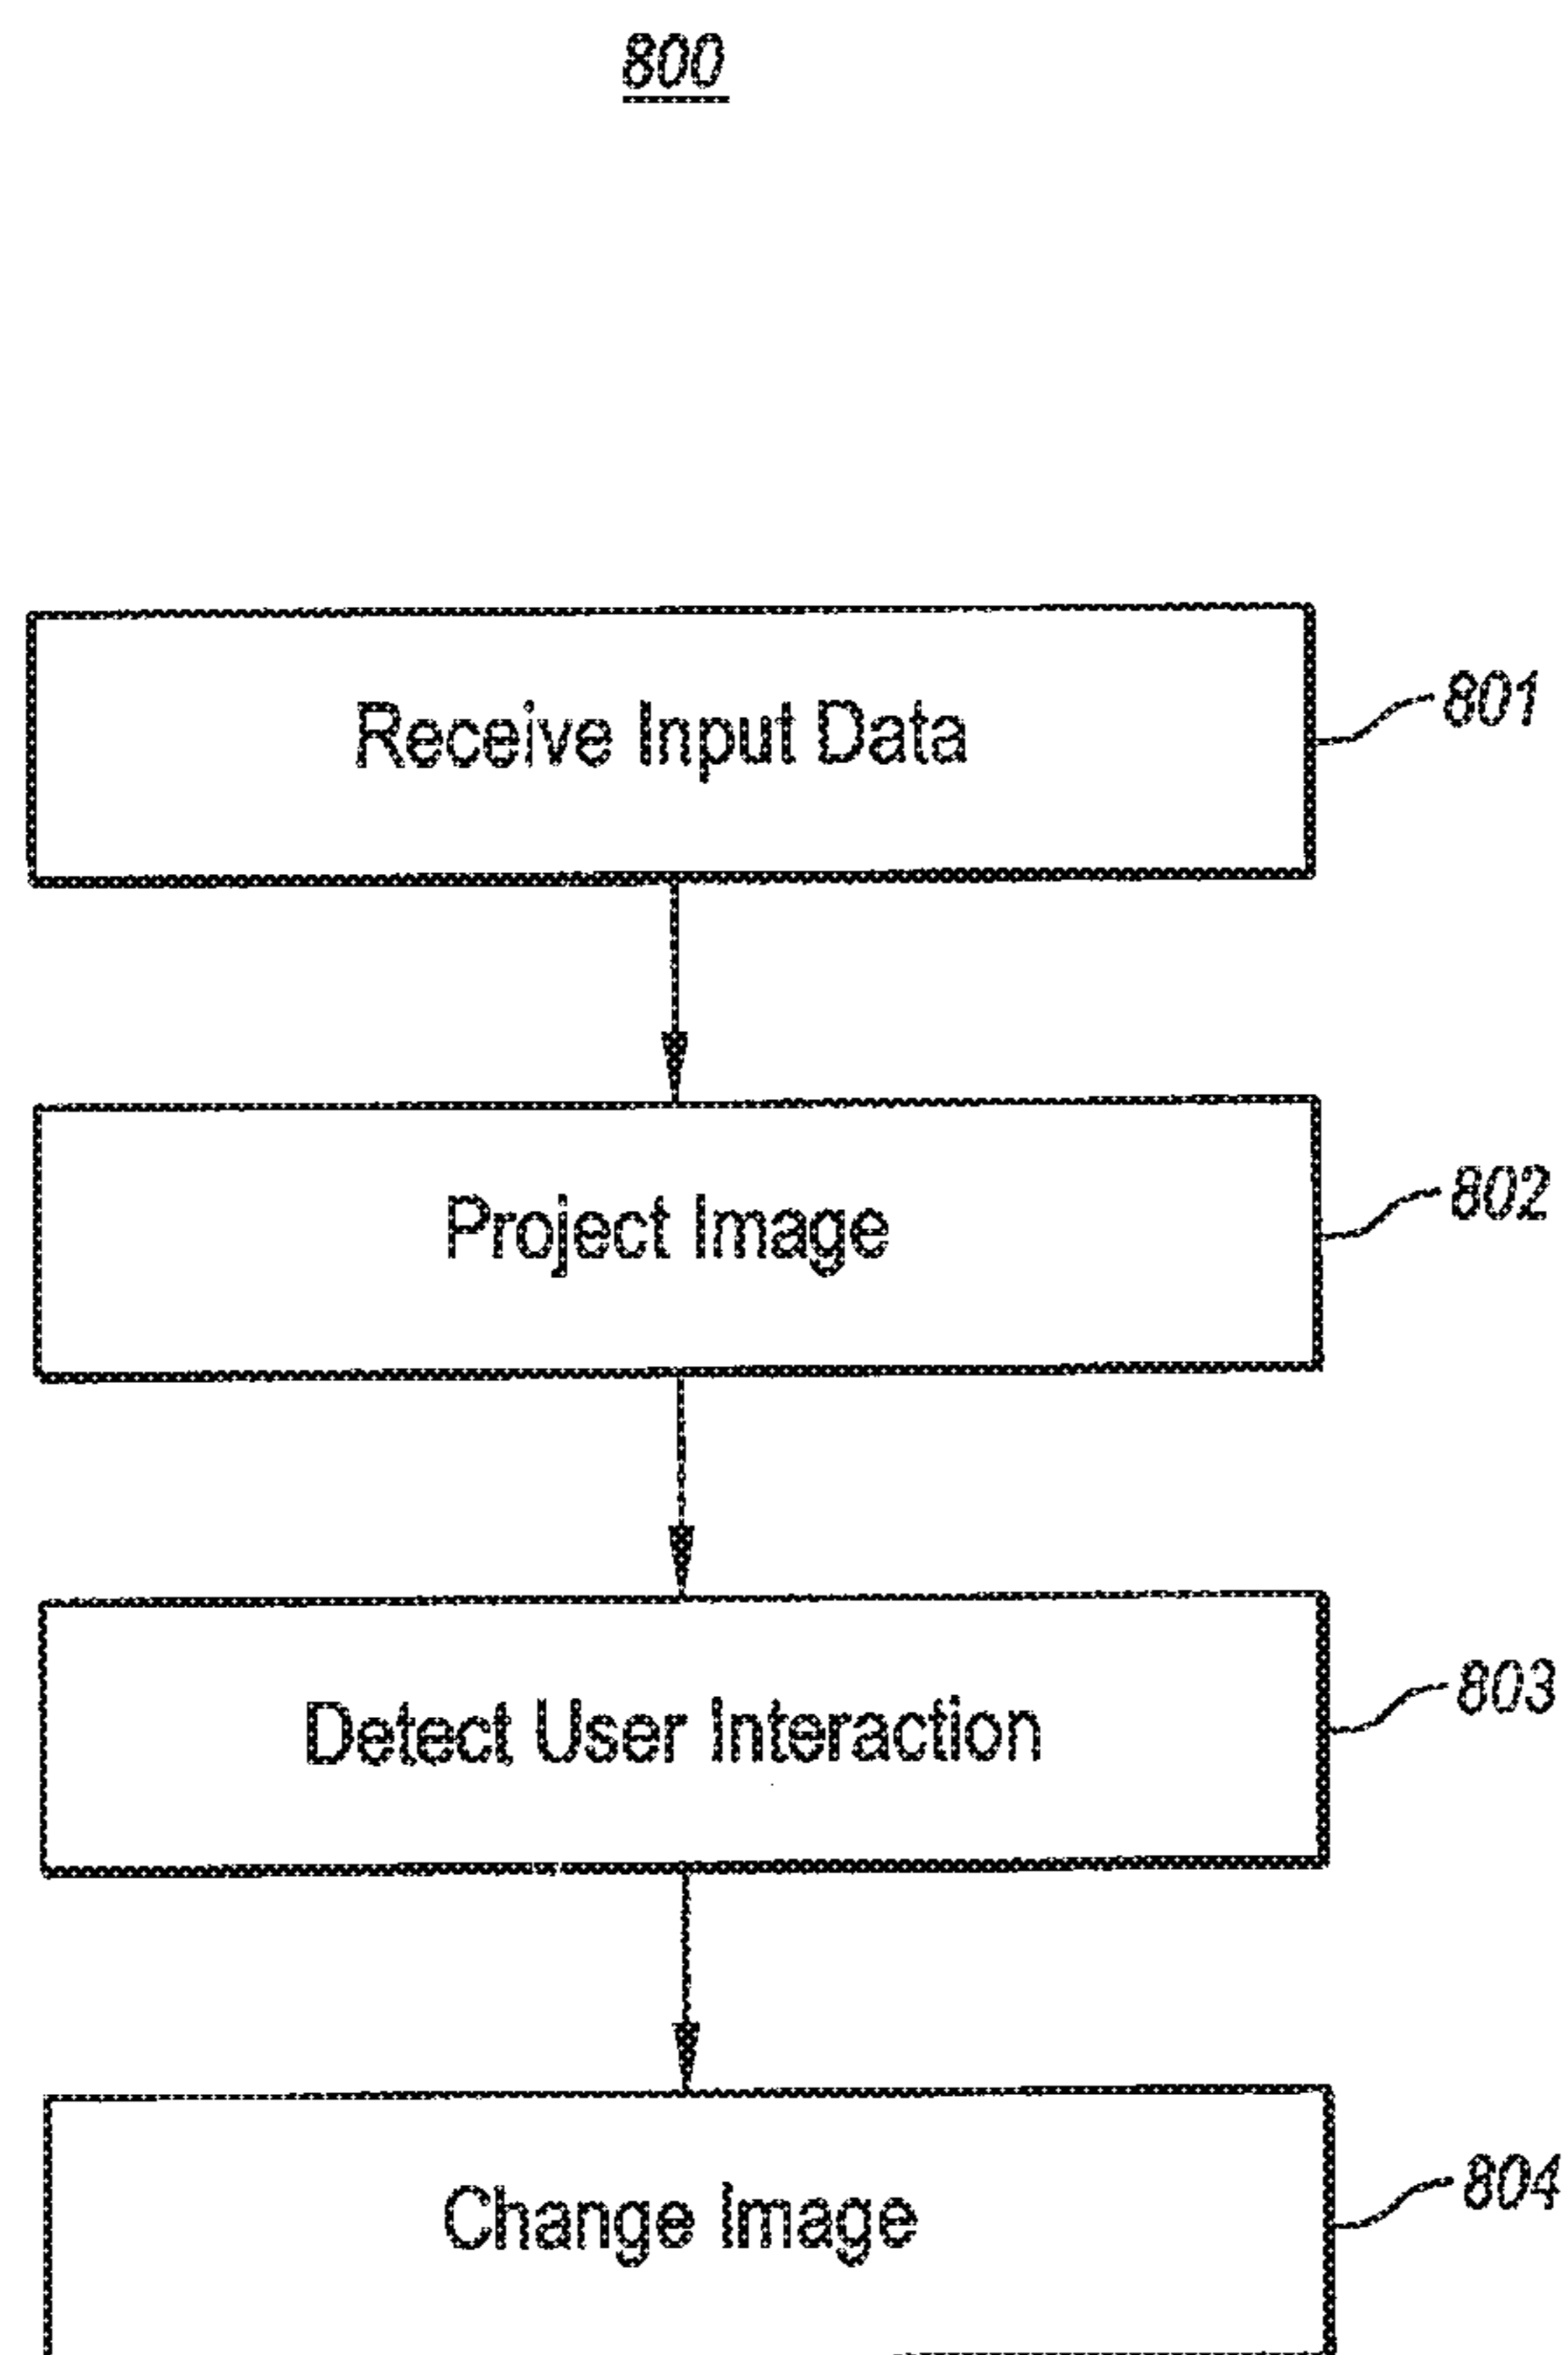 800
Receive Input Data
801
Project Image
802
Detect User Interaction
803
Change Image
804